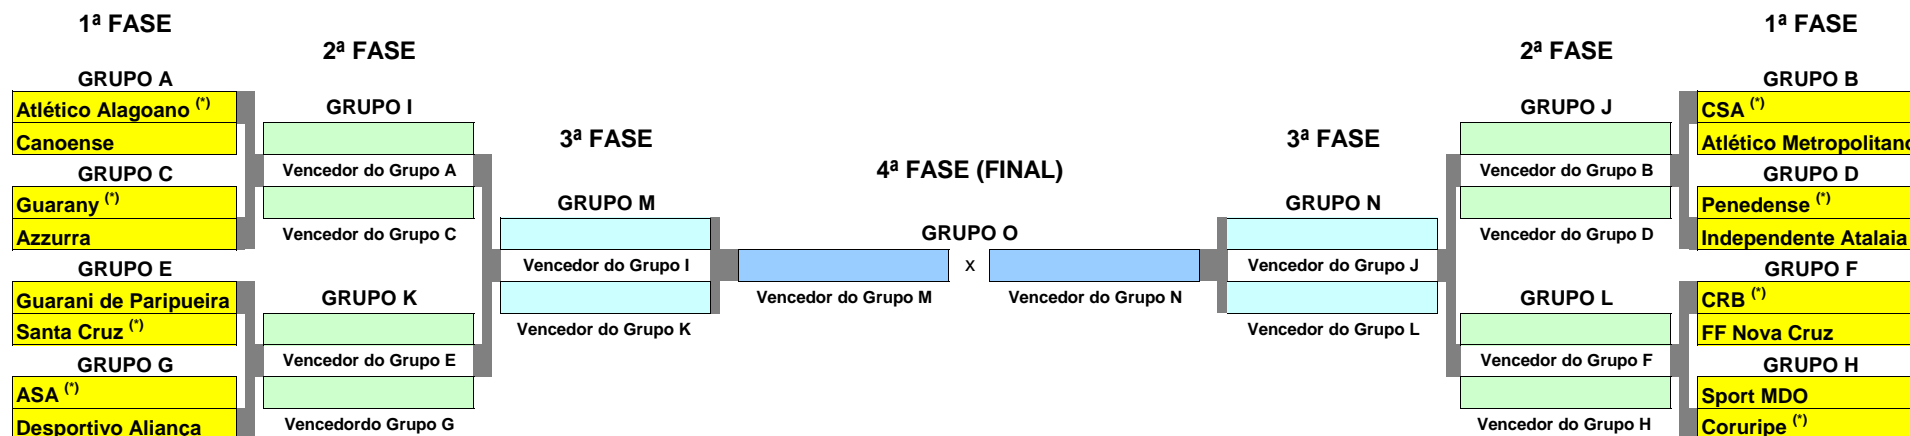 1ª FASE
2ª FASE
GRUPO A
Atlético Alagoano (*)
Canoense
GRUPO C
Guarany (*)
Azzurra
GRUPO E
Guarani de Paripueira
Santa Cruz (*)
GRUPO G
ASA (*)
Desportivo Aliança
GRUPO I
Vencedor do Grupo A
Vencedor do Grupo C
GRUPO K
Vencedor do Grupo E
Vencedordo Grupo G
3ª FASE
GRUPO M
Vencedor do Grupo I
Vencedor do Grupo K
4ª FASE (FINAL)
GRUPO O
x
Vencedor do Grupo M
Vencedor do Grupo N
3ª FASE
GRUPO N
Vencedor do Grupo J
Vencedor do Grupo L
2ª FASE
GRUPO J
Vencedor do Grupo B
Vencedor do Grupo D
GRUPO L
Vencedor do Grupo F
Vencedor do Grupo H
1ª FASE
GRUPO B
CSA (*)
Atlético Metropolitano
GRUPO D
Penedense (*)
Independente Atalaia
GRUPO F
CRB (*)
FF Nova Cruz
GRUPO H
Sport MDO
Coruripe (*)